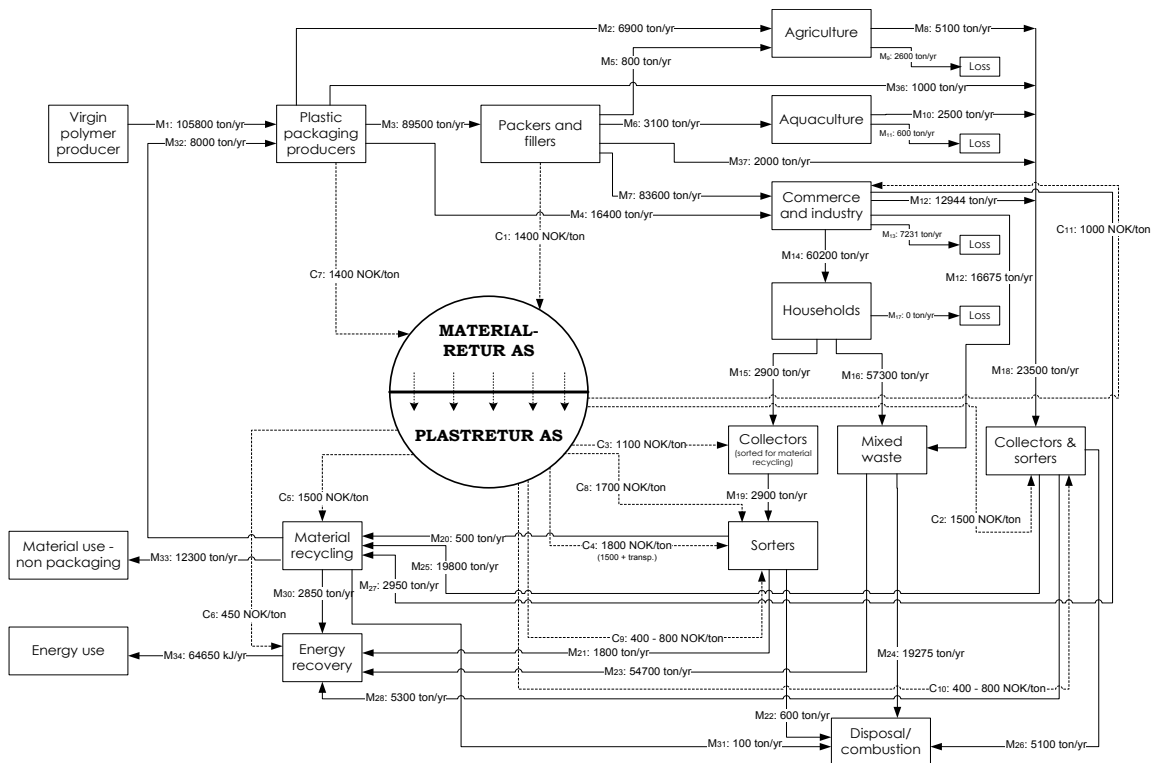 M2: 6900 ton/yr
Agriculture
M8: 5100 ton/yr
M9: 2600 ton/yr
Loss
M5: 800 ton/yr
M36: 1000 ton/yr
Virgin
polymer
producer
M1: 105800 ton/yr
M32: 8000 ton/yr
Plastic
packaging
producers
M3: 89500 ton/yr
Packers and
fillers
M6: 3100 ton/yr
Aquaculture
M10: 2500 ton/yr
M11: 600 ton/yr
Loss
M37: 2000 ton/yr
M7: 83600 ton/yr
M4: 16400 ton/yr
Commerce
and industry
M12: 12944 ton/yr
M13: 7231 ton/yr
Loss
C11: 1000 NOK/ton
C1: 1400 NOK/ton
C7: 1400 NOK/ton
M14: 60200 ton/yr
M12: 16675 ton/yr
Households
M17: 0 ton/yr
Loss
MATERIAL-
RETUR AS
PLASTRETUR AS
M15: 2900 ton/yr
M16: 57300 ton/yr
M18: 23500 ton/yr
C3: 1100 NOK/ton
Collectors
(sorted for material
recycling)
Mixed
waste
Collectors &
sorters
C8: 1700 NOK/ton
C5: 1500 NOK/ton
M19: 2900 ton/yr
C2: 1500 NOK/ton
Material use -
non packaging
M33: 12300 ton/yr
Material
recycling
M20: 500 ton/yr
C4: 1800 NOK/ton
(1500 + transp.)
Sorters
M25: 19800 ton/yr
M27: 2950 ton/yr
M30: 2850 ton/yr
C6: 450 NOK/ton
C9: 400 - 800 NOK/ton
Energy use
M34: 64650 kJ/yr
Energy
recovery
M21: 1800 ton/yr
M23: 54700 ton/yr
M24: 19275 ton/yr
M28: 5300 ton/yr
C10: 400 - 800 NOK/ton
M22: 600 ton/yr
M31: 100 ton/yr
Disposal/
combustion
M26: 5100 ton/yr